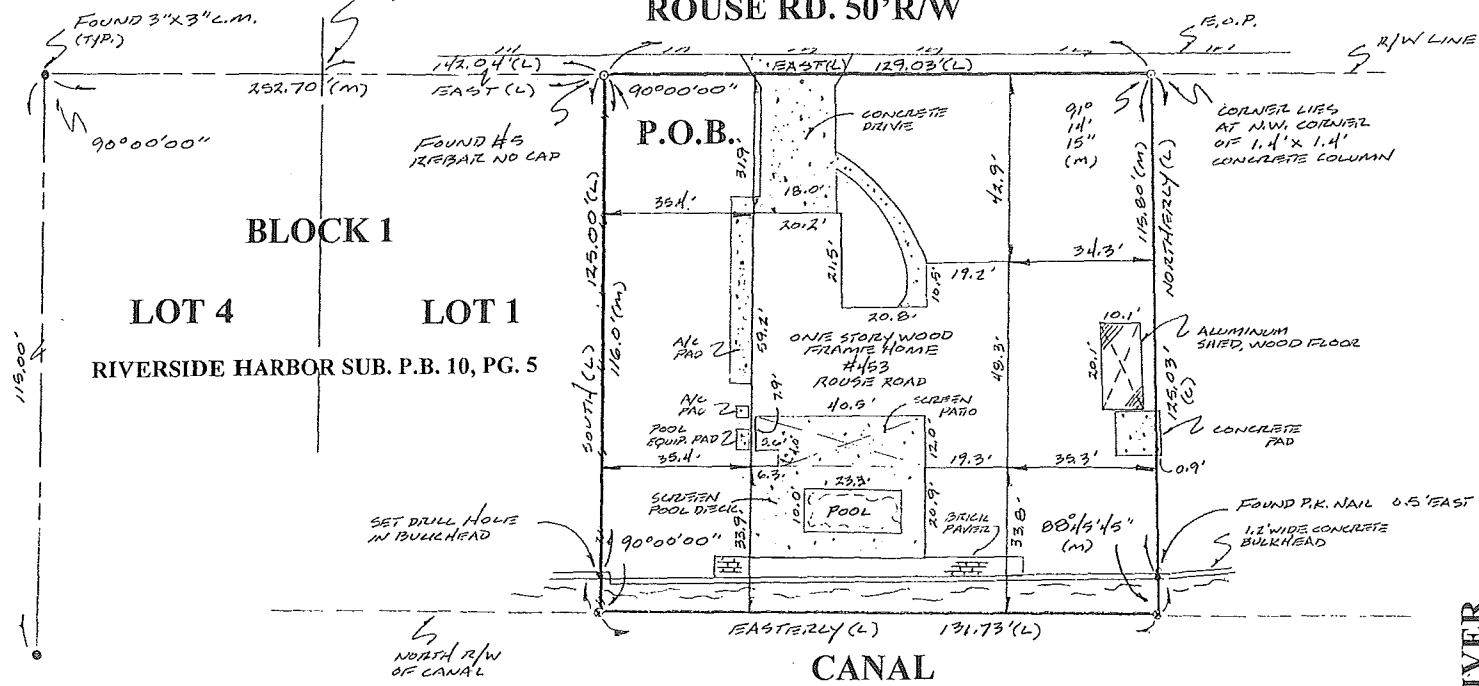 ROUSE RD. 50' R/W
FOUND 3"X3" C.M.
(TYP.)
E.O.P.
R/W LINE
142.04'(L)
EAST (L)
252.70'(M)
EAST(L) 129.03'(L)
90°00'00"
90°00'00"
P.O.B.
FOUND #5
REBAR NO CAP
CONCRETE
DRIVE
91°
14'
15"
(M)
CORNER LIES
AT N.W. CORNER
OF 1.4' X 1.4'
CONCRETE COLUMN
31.9'
18.0'
42.9'
115.80'(M)
NORTHERLY (L)
35.4'
20.2'
21.5'
BLOCK 1
LOT 4
LOT 1
RIVERSIDE HARBOR SUB. P.B. 10, PG. 5
115.00'
SOUTH (L) 125.00'(L)
116.0'(M)
34.3'
19.2'
16.5'
20.8'
A/C
PAD
59.2'
ONE STORY WOOD
FRAME HOME
#453
ROUSE ROAD
48.3'
10.1'
20.1'
ALUMINUM
SHED, WOOD FLOOR
125.03'
(C)
A/C
PAD
7.9'
40.5'
SCREEN
PATIO
POOL
EQUIP. PAD
12.0'
CONCRETE
PAD
0.9'
35.4'
6.3'
19.3'
35.3'
SCREEN
POOL DECK
23.3'
10.0'
POOL
20.9'
BRICK
PAVER
33.9'
33.8'
SET DRILL HOLE
IN BULKHEAD
90°00'00"
88°45'45"
(M)
FOUND P.K. NAIL 0.5' EAST
1.2' WIDE CONCRETE
BULKHEAD
EASTERLY (L) 131.73'(L)
NORTH R/W
OF CANAL
CANAL
IVER